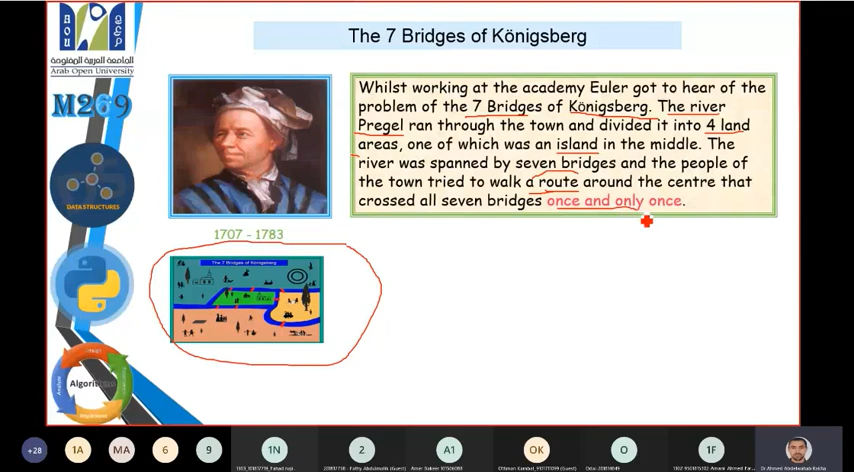 The 7 Bridges of Königsberg
الجامعة العربية المفتوحة
Arab Open University
M269
Whilst working at the academy Euler got to hear of the
problem of the 7 Bridges of Königsberg. The river
Pregel ran through the town and divided it into 4 land
areas, one of which was an island in the middle. The
river was spanned by seven bridges and the people of
the town tried to walk a route around the centre that
crossed all seven bridges once and only once.
DATA STRUCTURES
1707 - 1783
The 7 Bridges of Königsberg
Algorithms
+28
1A
MA
6
9
1N
2
A1
OK
O
1F